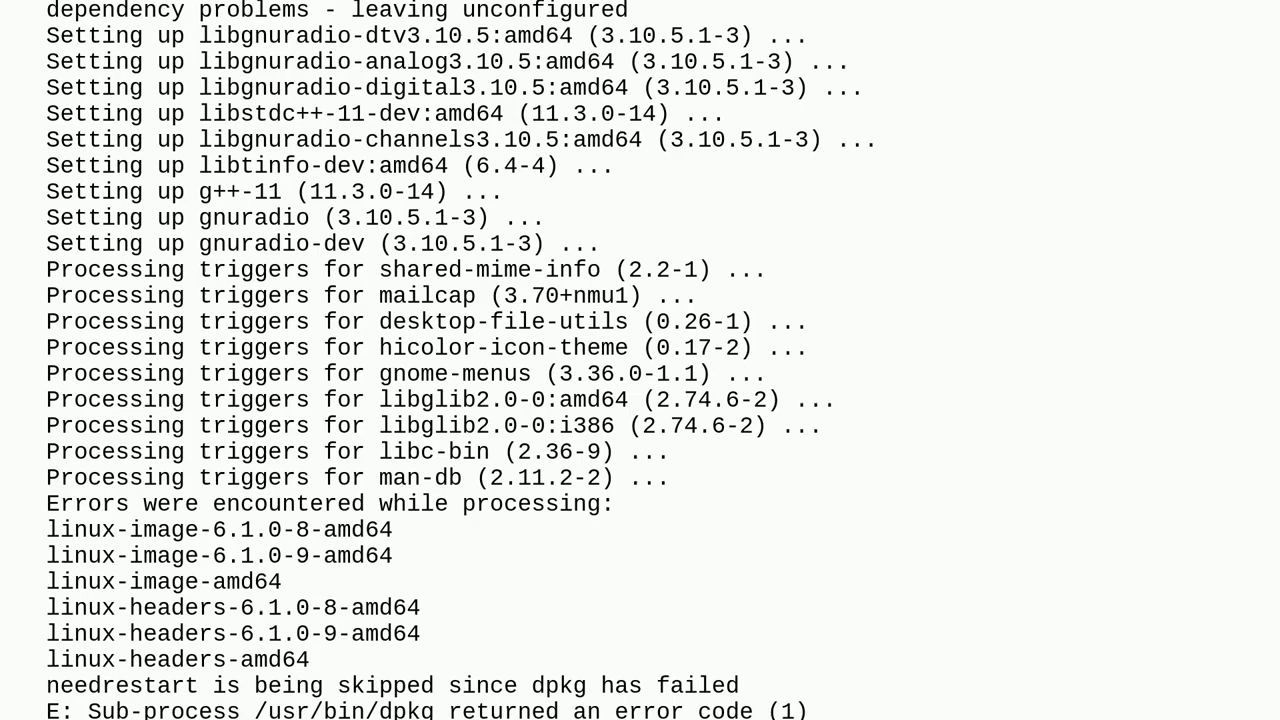 dependency problems - leaving unconfigured
Setting up libgnuradio-dtv3.10.5:amd64 (3.10.5.1-3) ...
Setting up libgnuradio-analog3.10.5:amd64 (3.10.5.1-3) ...
Setting up libgnuradio-digital3.10.5:amd64 (3.10.5.1-3) ...
Setting up libstdc++-11-dev:amd64 (11.3.0-14) ...
Setting up libgnuradio-channels3.10.5:amd64 (3.10.5.1-3) ...
Setting up libtinfo-dev:amd64 (6.4-4) ...
Setting up g++-11 (11.3.0-14) ...
Setting up gnuradio (3.10.5.1-3) ...
Setting up gnuradio-dev (3.10.5.1-3) ...
Processing triggers for shared-mime-info (2.2-1) ...
Processing triggers for mailcap (3.70+nmu1) ...
Processing triggers for desktop-file-utils (0.26-1) ...
Processing triggers for hicolor-icon-theme (0.17-2) ...
Processing triggers for gnome-menus (3.36.0-1.1) ...
Processing triggers for libglib2.0-0:amd64 (2.74.6-2) ...
Processing triggers for libglib2.0-0:i386 (2.74.6-2) ...
Processing triggers for libc-bin (2.36-9) ...
Processing triggers for man-db (2.11.2-2) ...
Errors were encountered while processing:
linux-image-6.1.0-8-amd64
linux-image-6.1.0-9-amd64
linux-image-amd64
linux-headers-6.1.0-8-amd64
linux-headers-6.1.0-9-amd64
linux-headers-amd64
needrestart is being skipped since dpkg has failed
E: Sub-process /usr/bin/dpkg returned an error code (1)